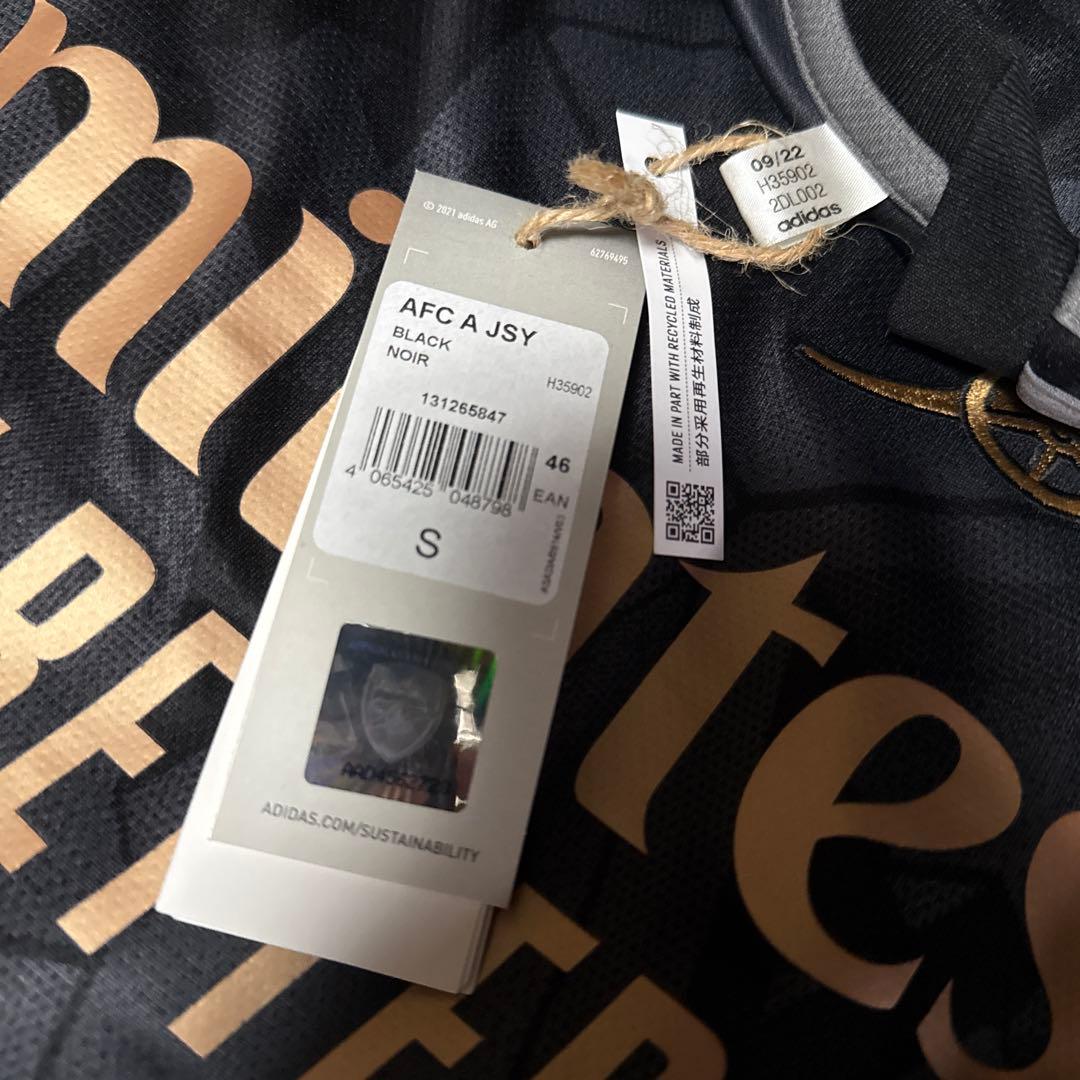 © 2021 adidas AG
62769495
AFC A JSY
BLACK
NOIR
H35902
131265847
4 065425 048798
46
EAN
S
ADIDAS.COM/SUSTAINABILITY
MADE IN PART WITH RECYCLED MATERIALS
部分采用再生材料制成
09/22
H35902
2DL002
adidas